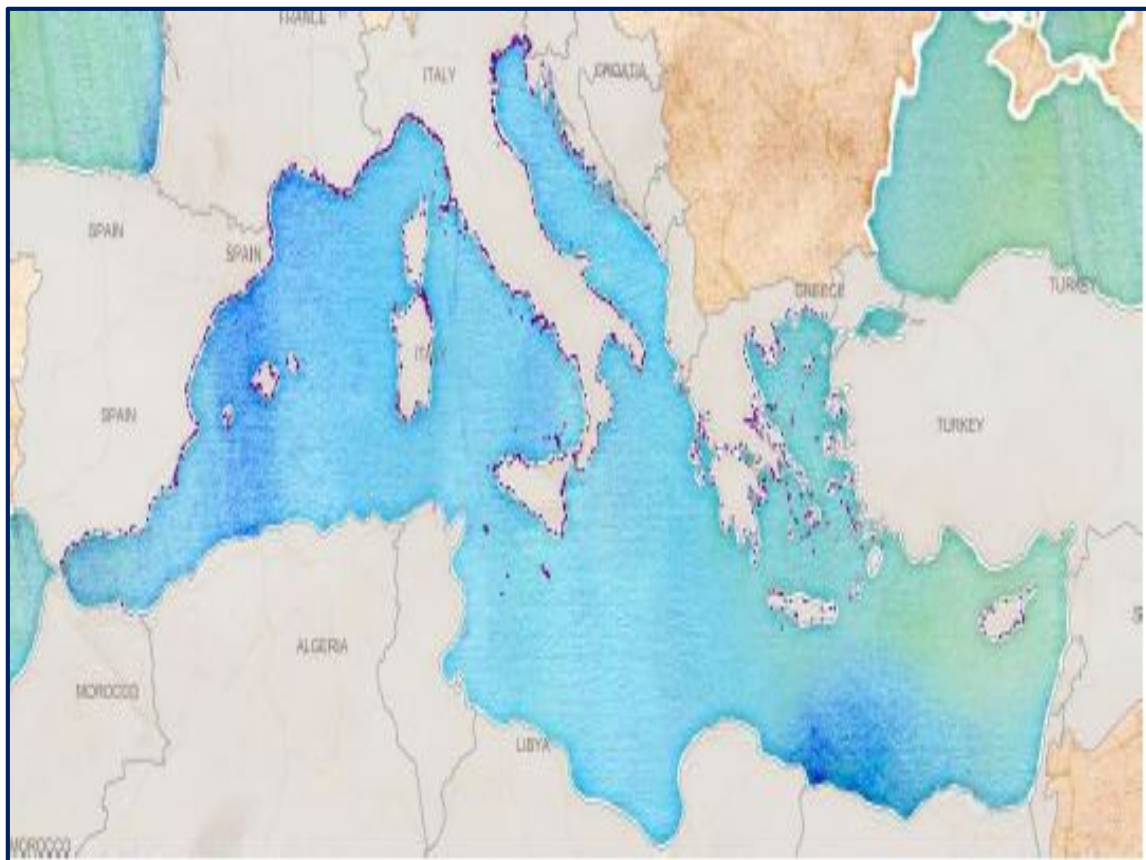 FRANCE
ITALY
CROATIA
SPAIN
SPAIN
TURKEY
GREECE
ITALY
SPAIN
TURKEY
ALGERIA
MOROCCO
LIBYA
MOROCCO